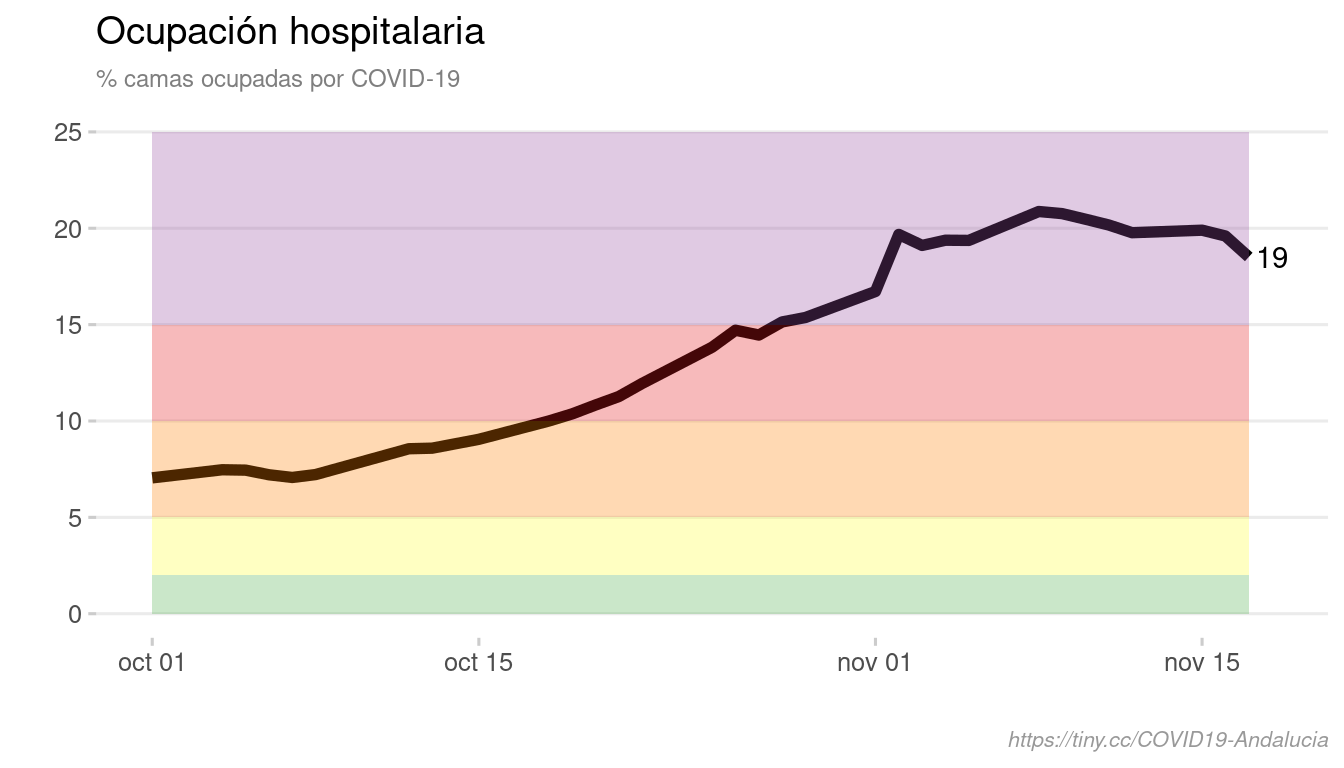 Ocupación hospitalaria
% camas ocupadas por COVID-19
25
20
15
10
5
0
19
oct 01
oct 15
nov 01
nov 15
https://tiny.cc/COVID19-Andalucia